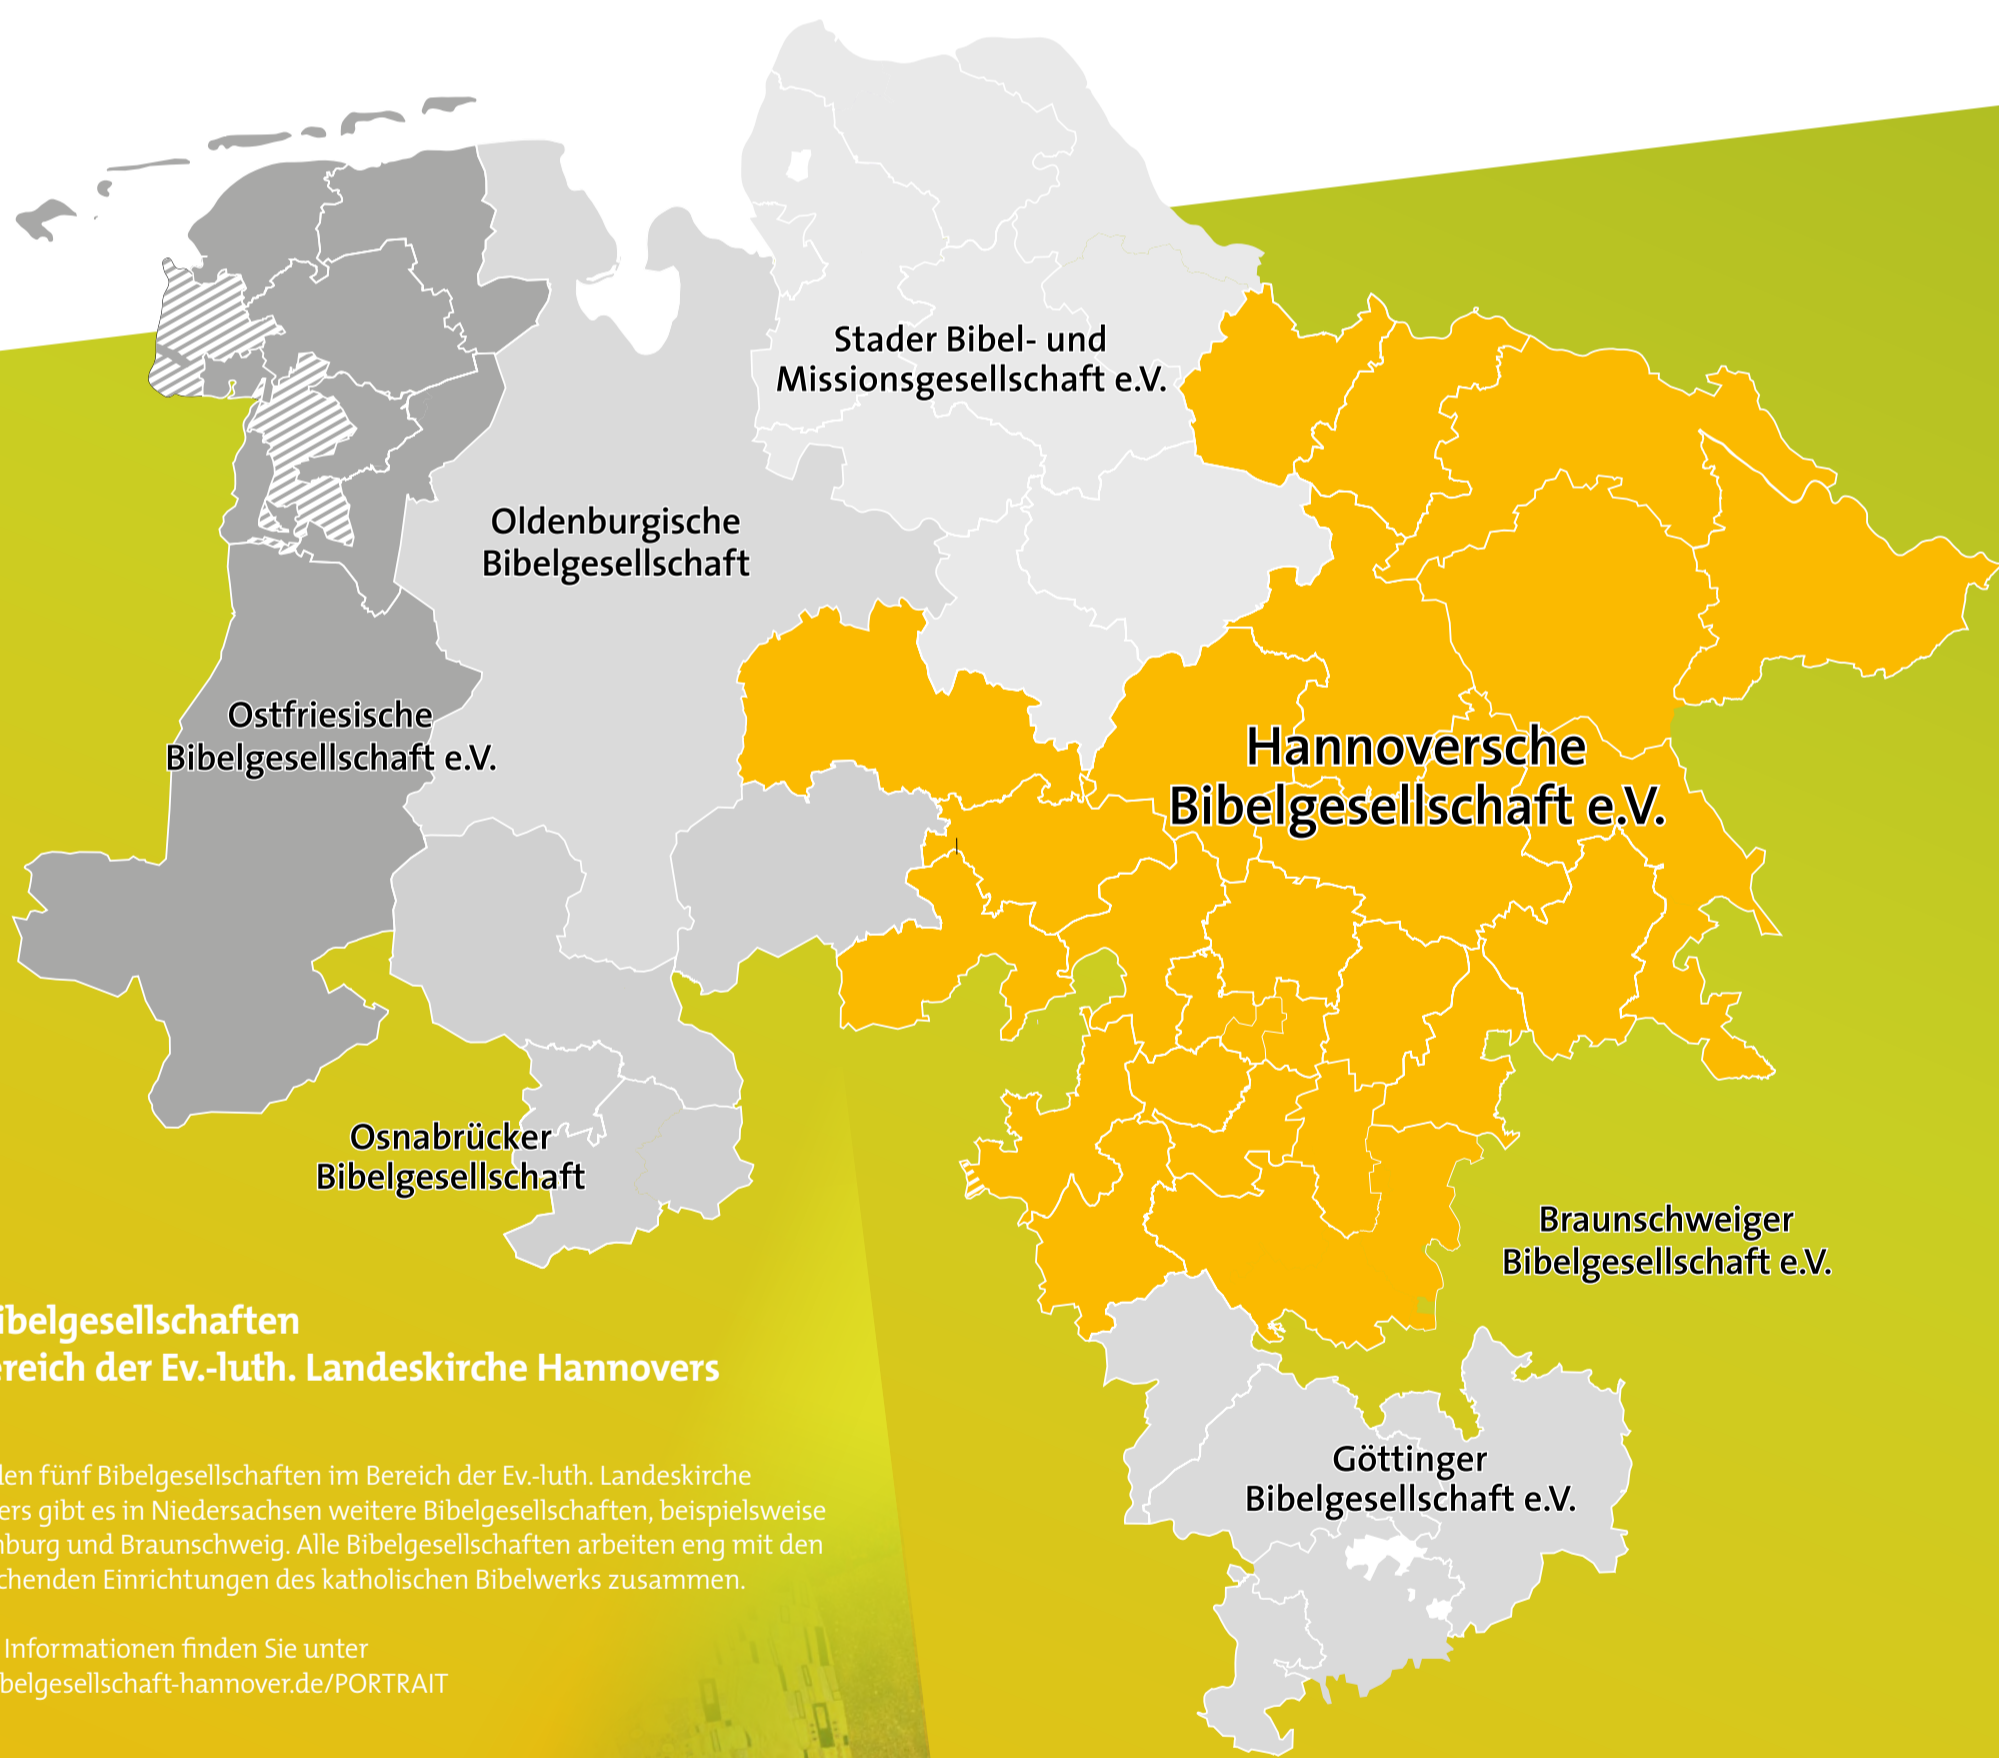 Stader Bibel- und
Missionsgesellschaft e.V.
Oldenburgische
Bibelgesellschaft
Ostfriesische
Bibelgesellschaft e.V.
Hannoversche
Bibelgesellschaft e.V.
Osnabrücker
Bibelgesellschaft
Braunschweiger
Bibelgesellschaft e.V.
Göttinger
Bibelgesellschaft e.V.
ibelgesellschaften
ereich der Ev.-luth. Landeskirche Hannovers
len fünf Bibelgesellschaften im Bereich der Ev.-luth. Landeskirche
ers gibt es in Niedersachsen weitere Bibelgesellschaften, beispielsweise
nburg und Braunschweig. Alle Bibelgesellschaften arbeiten eng mit den
chenden Einrichtungen des katholischen Bibelwerks zusammen.
Informationen finden Sie unter
belgesellschaft-hannover.de/PORTRAIT